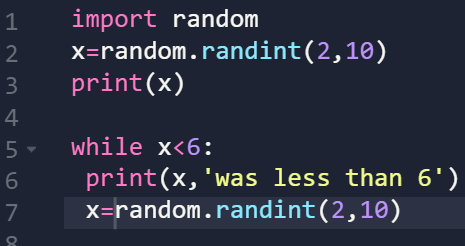 1 import random
2 x=random.randint(2,10)
3 print(x)
4
5 while x<6:
6  print(x,'was less than 6')
7  x=random.randint(2,10)
8